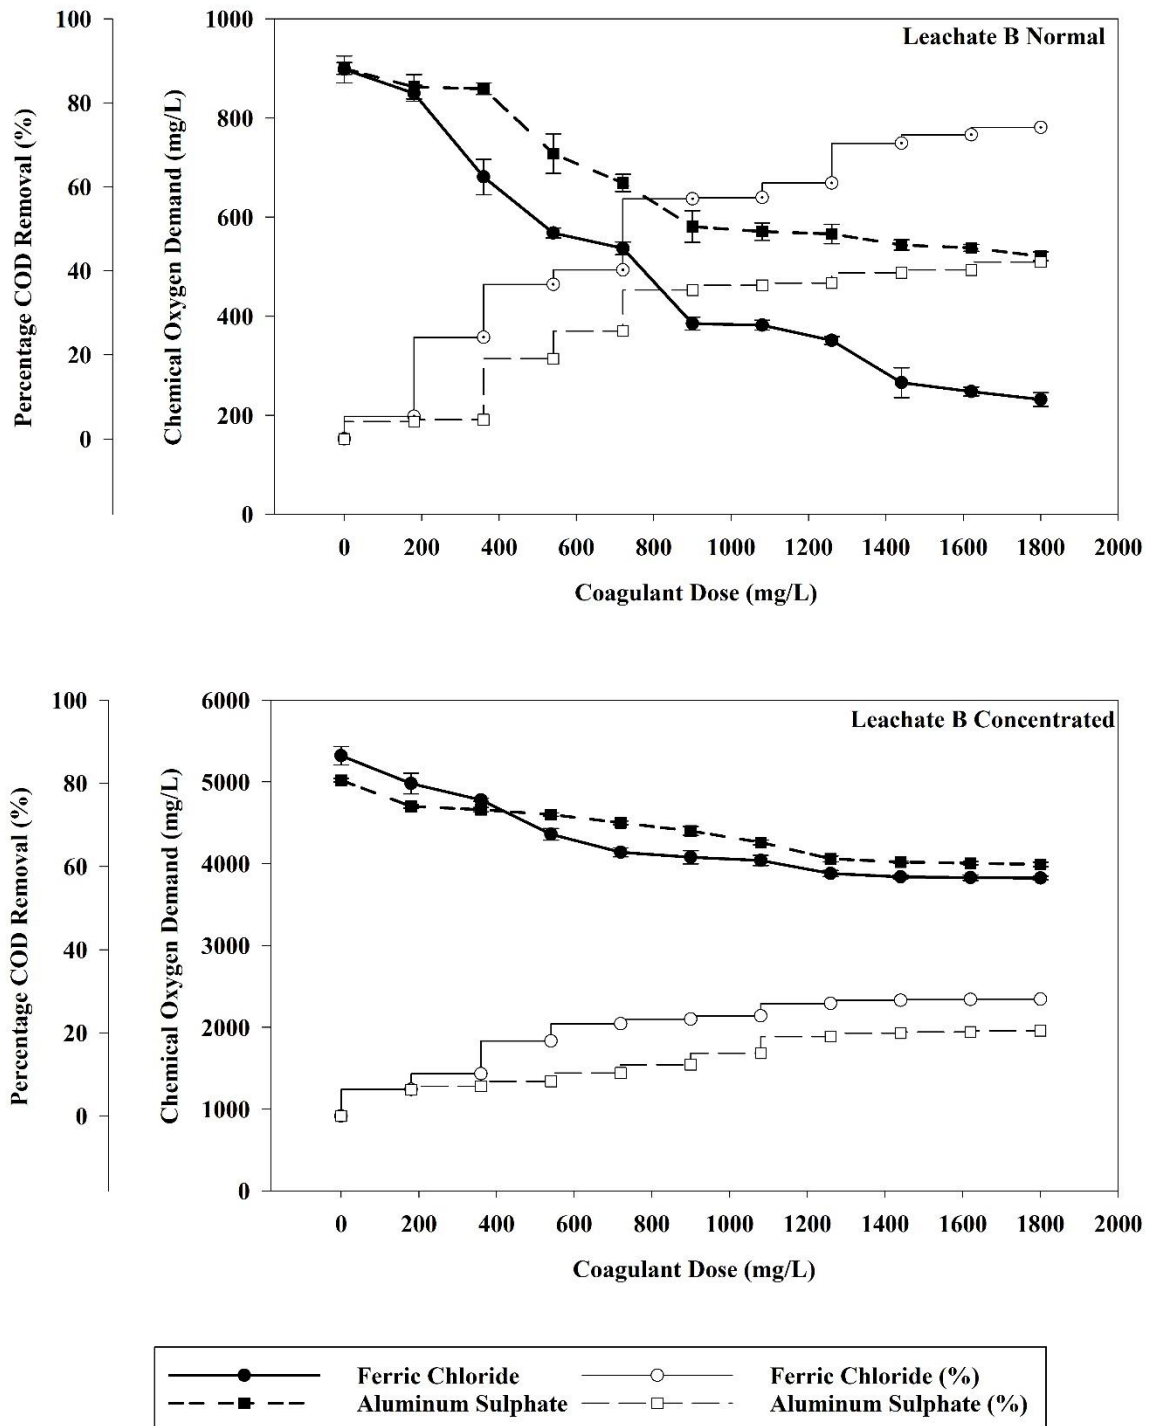 Leachate B Normal
Percentage COD Removal (%)
100
80
60
40
20
0
Chemical Oxygen Demand (mg/L)
1000
800
600
400
200
0
0 200 400 600 800 1000 1200 1400 1600 1800 2000
Coagulant Dose (mg/L)
Leachate B Concentrated
Percentage COD Removal (%)
100
80
60
40
20
0
Chemical Oxygen Demand (mg/L)
6000
5000
4000
3000
2000
1000
0
0 200 400 600 800 1000 1200 1400 1600 1800 2000
Coagulant Dose (mg/L)
Ferric Chloride Ferric Chloride (%)
Aluminum Sulphate Aluminum Sulphate (%)